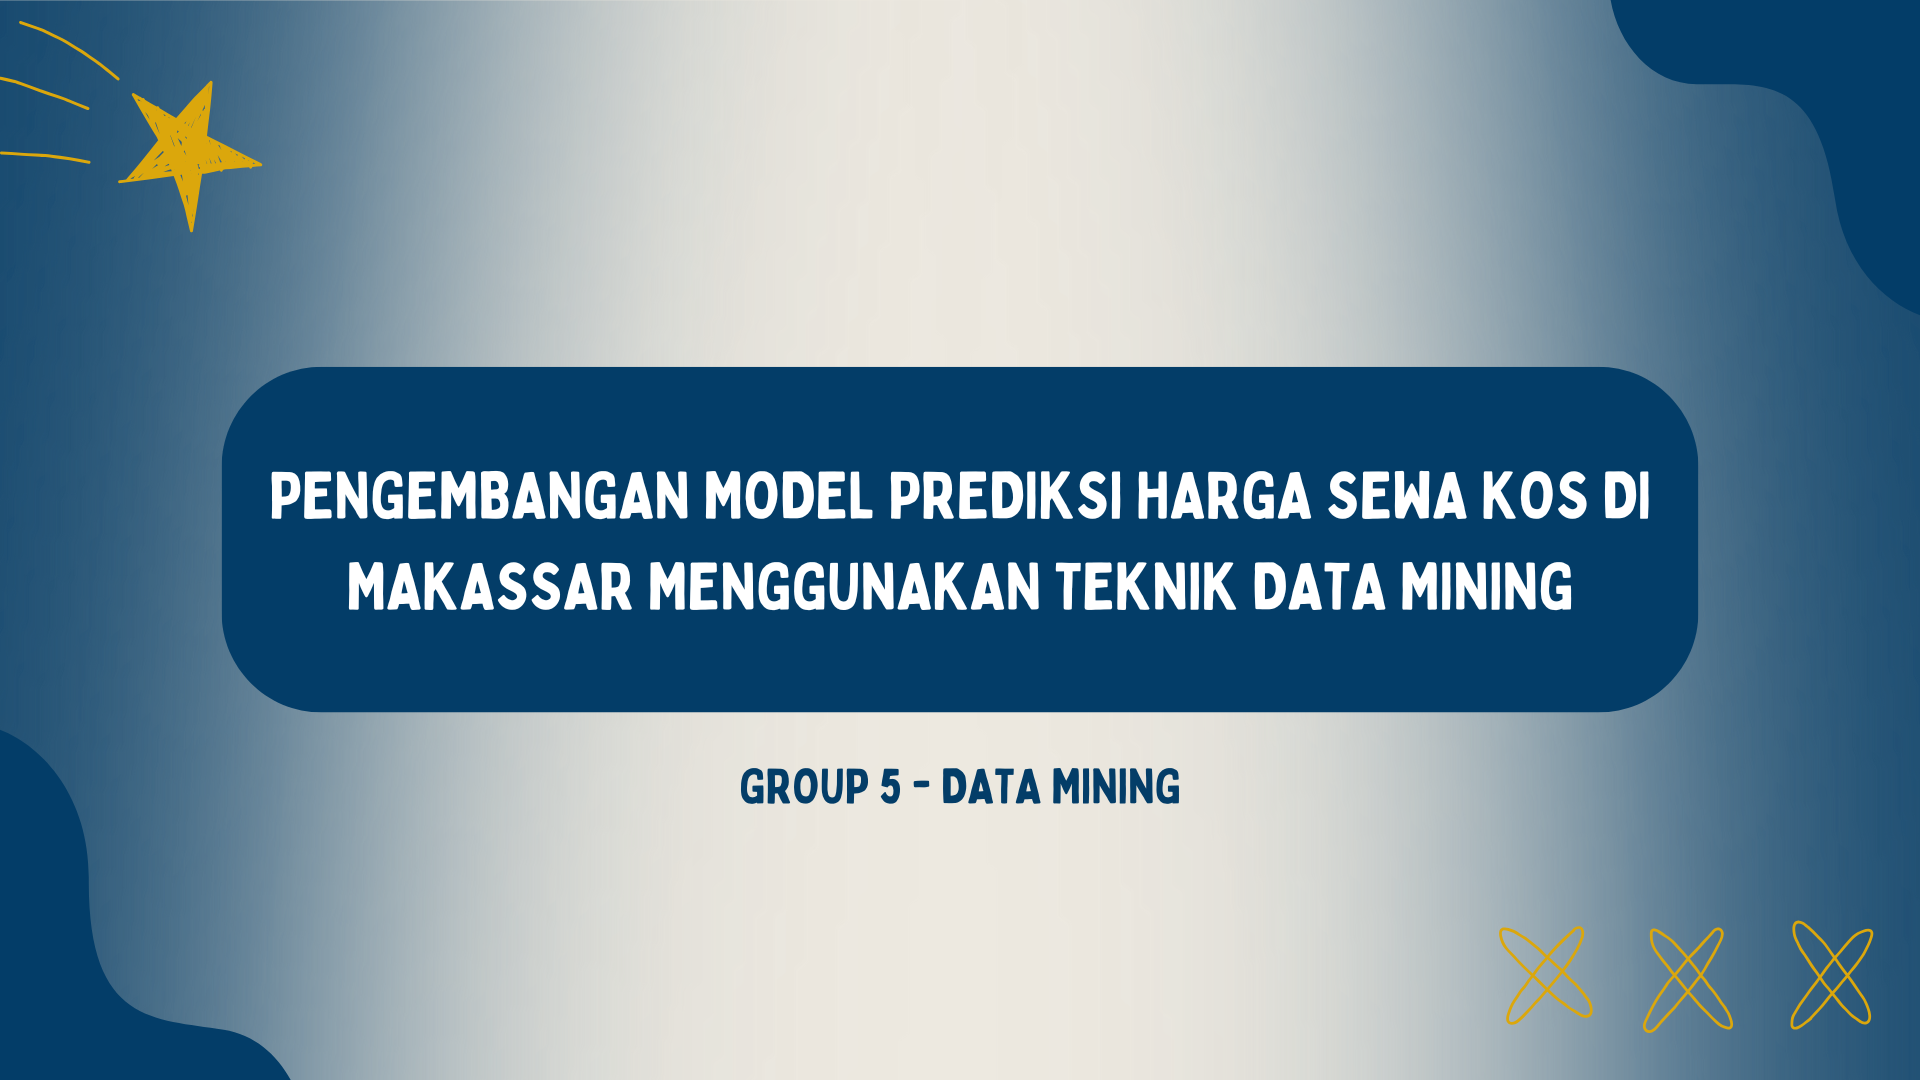 PENGEMBANGAN MODEL PREDIKSI HARGA SEWA KOS DI
MAKASSAR MENGGUNAKAN TEKNIK DATA MINING
GROUP 5 - DATA MINING